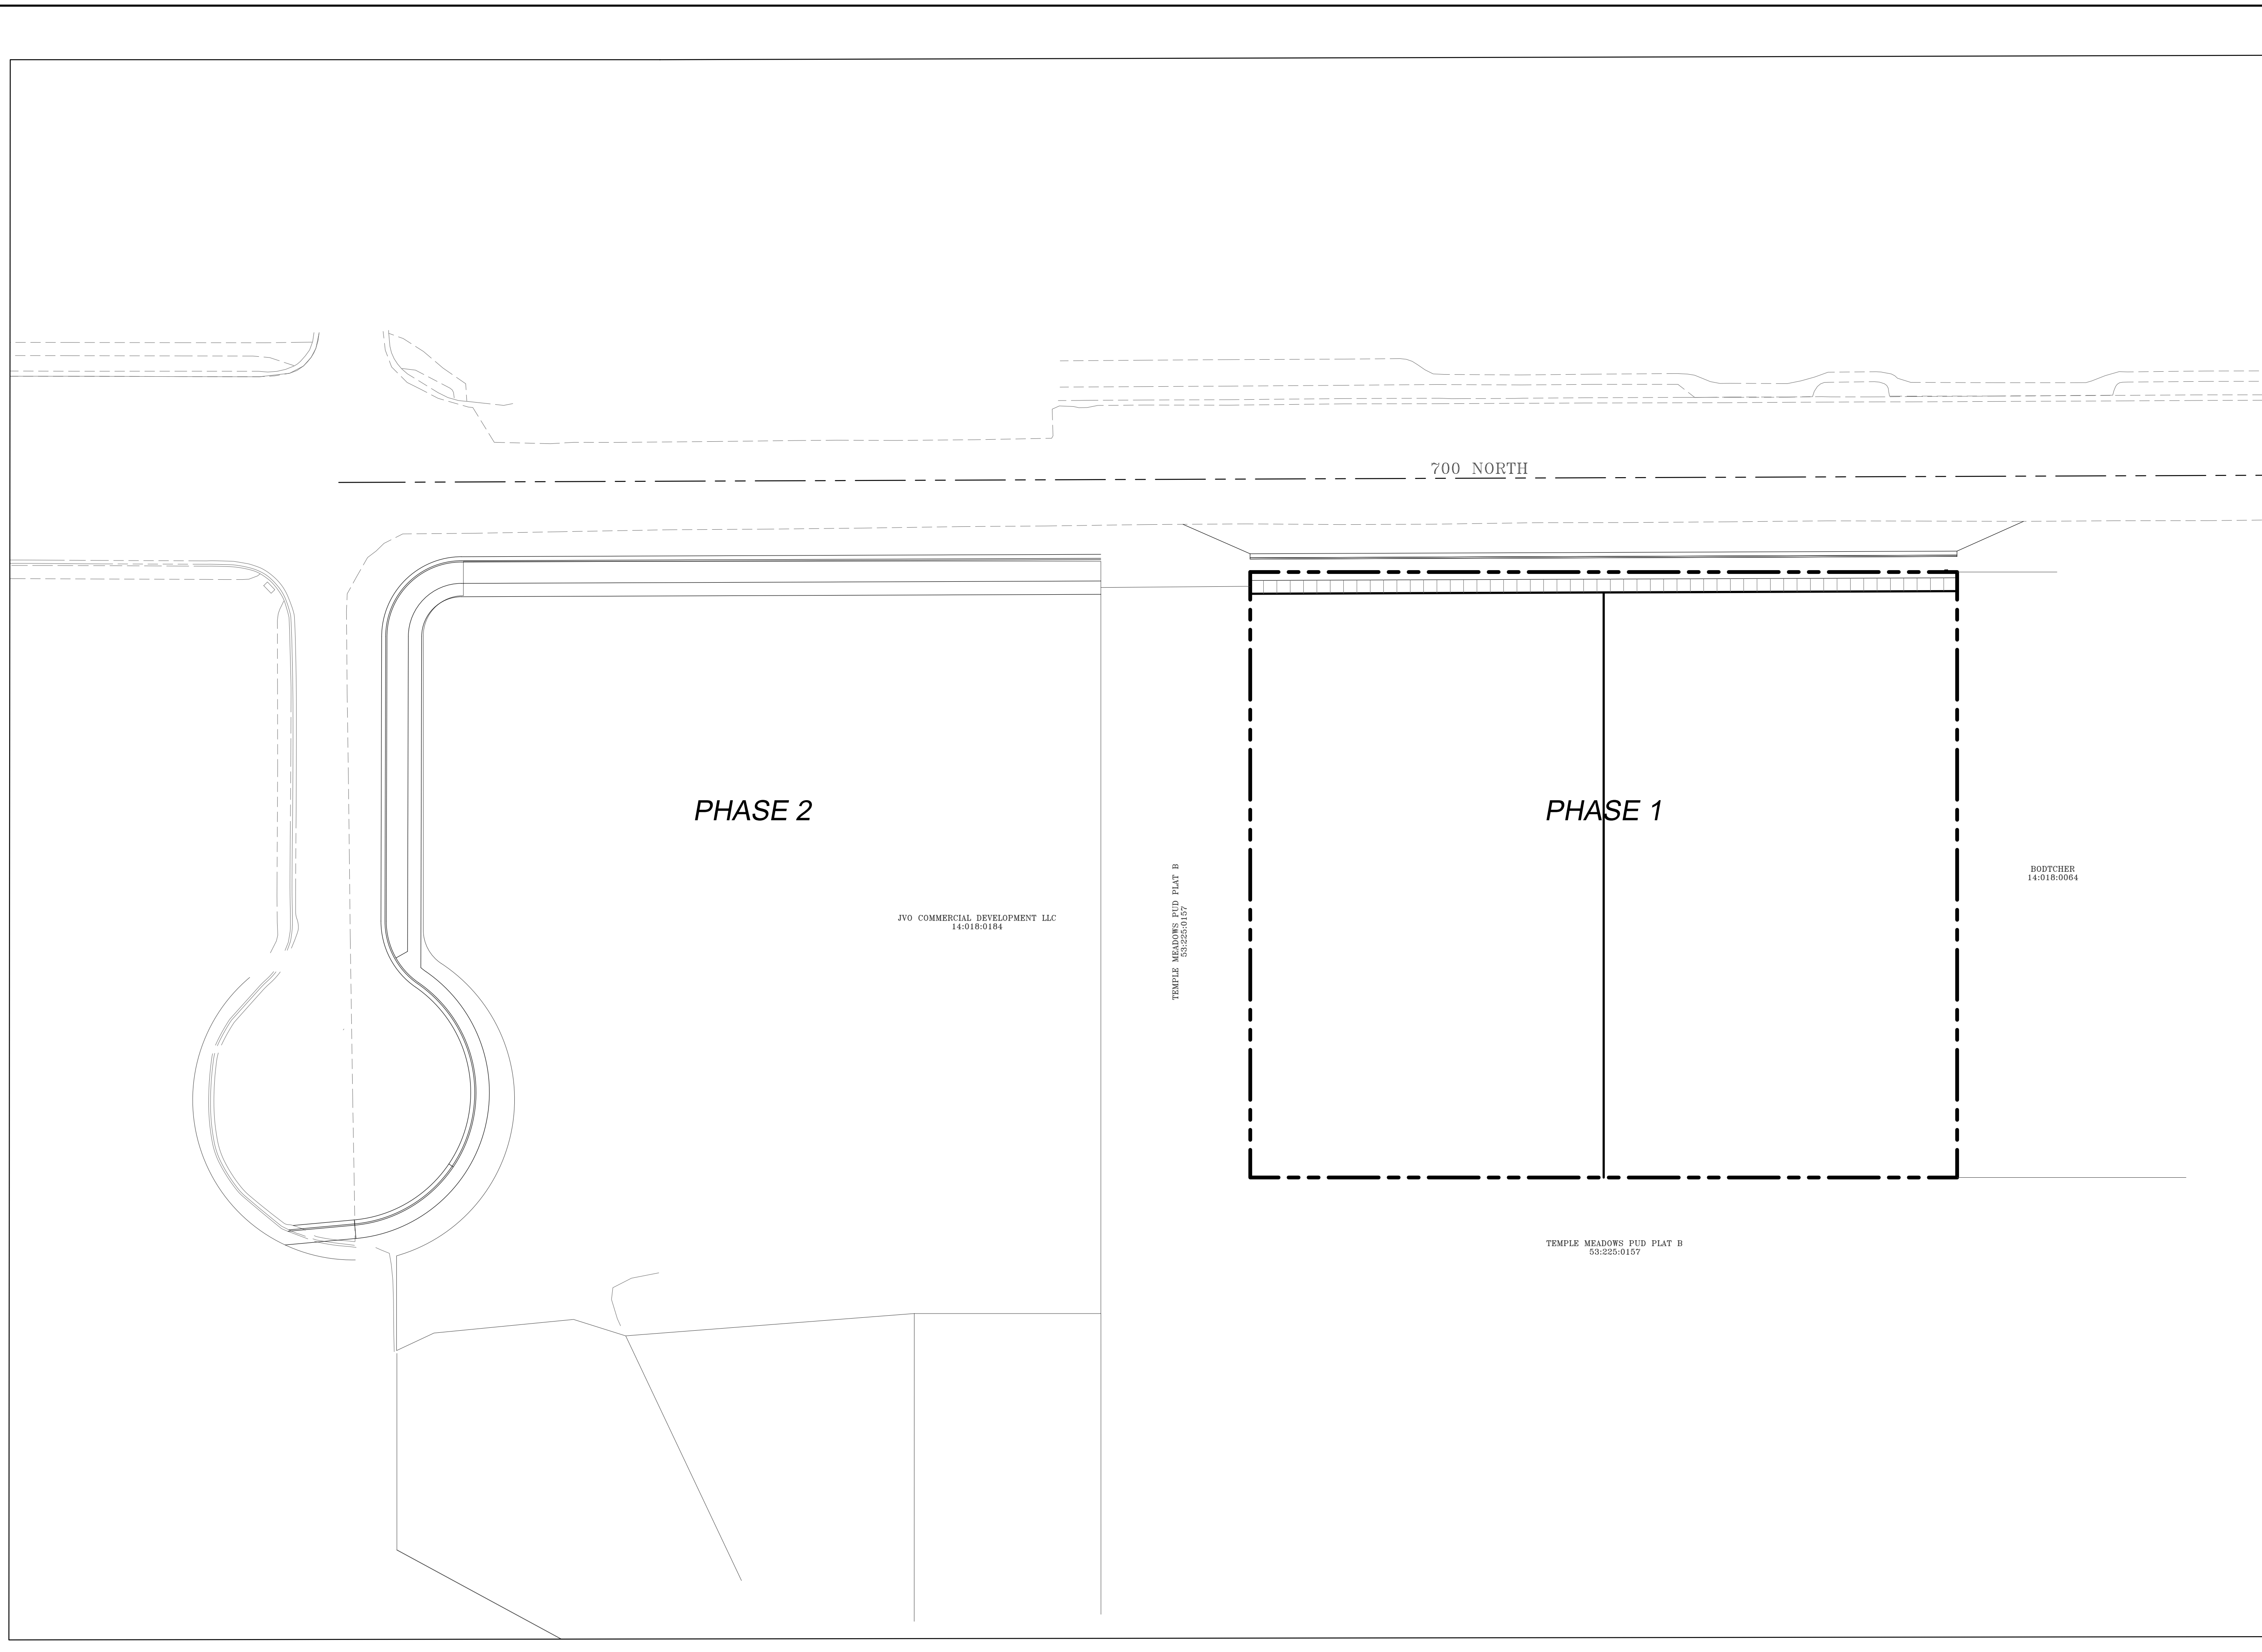 700 NORTH
PHASE 2
PHASE 1
TEMPLE MEADOWS PUD PLAT B
53:225:0157
BODTCHER
14:018:0064
JVO COMMERCIAL DEVELOPMENT LLC
14:018:0184
TEMPLE MEADOWS PUD PLAT B
53:225:0157